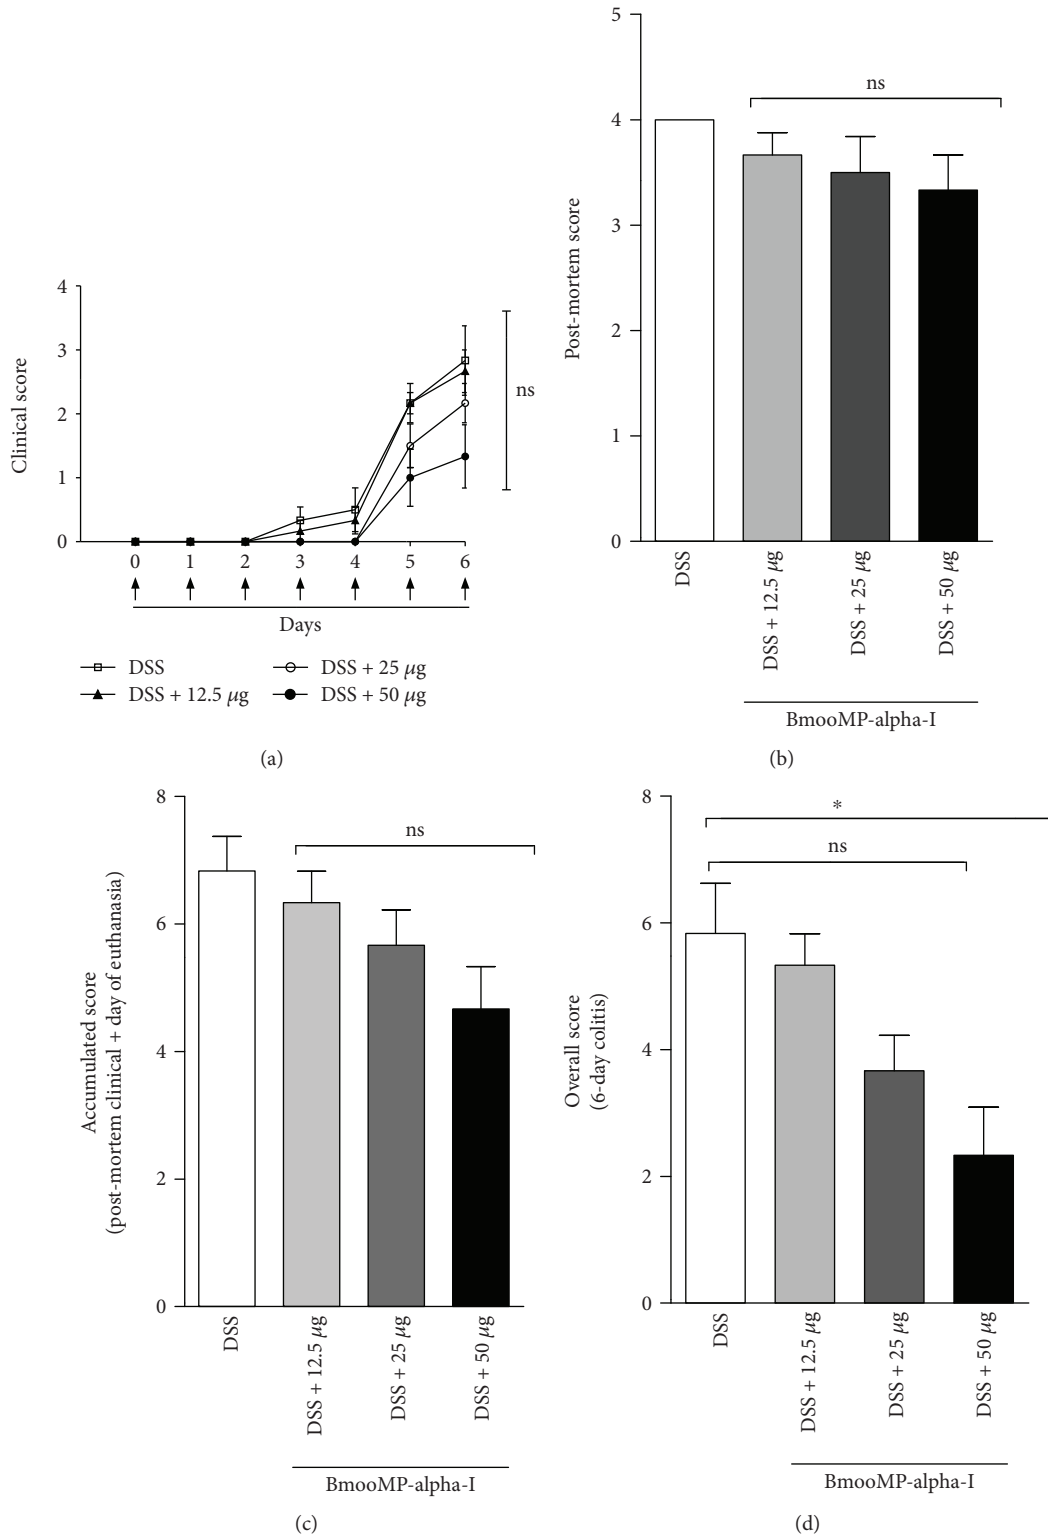 4
3
2
1
0
Clinical score
ns
0 1 2 3 4 5 6
Days
DSS
DSS + 25 μg
DSS + 12.5 μg
DSS + 50 μg
(a)
5
4
3
2
1
0
Post-mortem score
ns
DSS
DSS + 12.5 μg
DSS + 25 μg
DSS + 50 μg
BmooMP-alpha-I
(b)
8
6
4
2
0
Accumulated score
(post-mortem clinical + day of euthanasia)
ns
DSS
DSS + 12.5 μg
DSS + 25 μg
DSS + 50 μg
BmooMP-alpha-I
(c)
8
6
4
2
0
Overall score
(6-day colitis)
*
ns
DSS
DSS + 12.5 μg
DSS + 25 μg
DSS + 50 μg
BmooMP-alpha-I
(d)